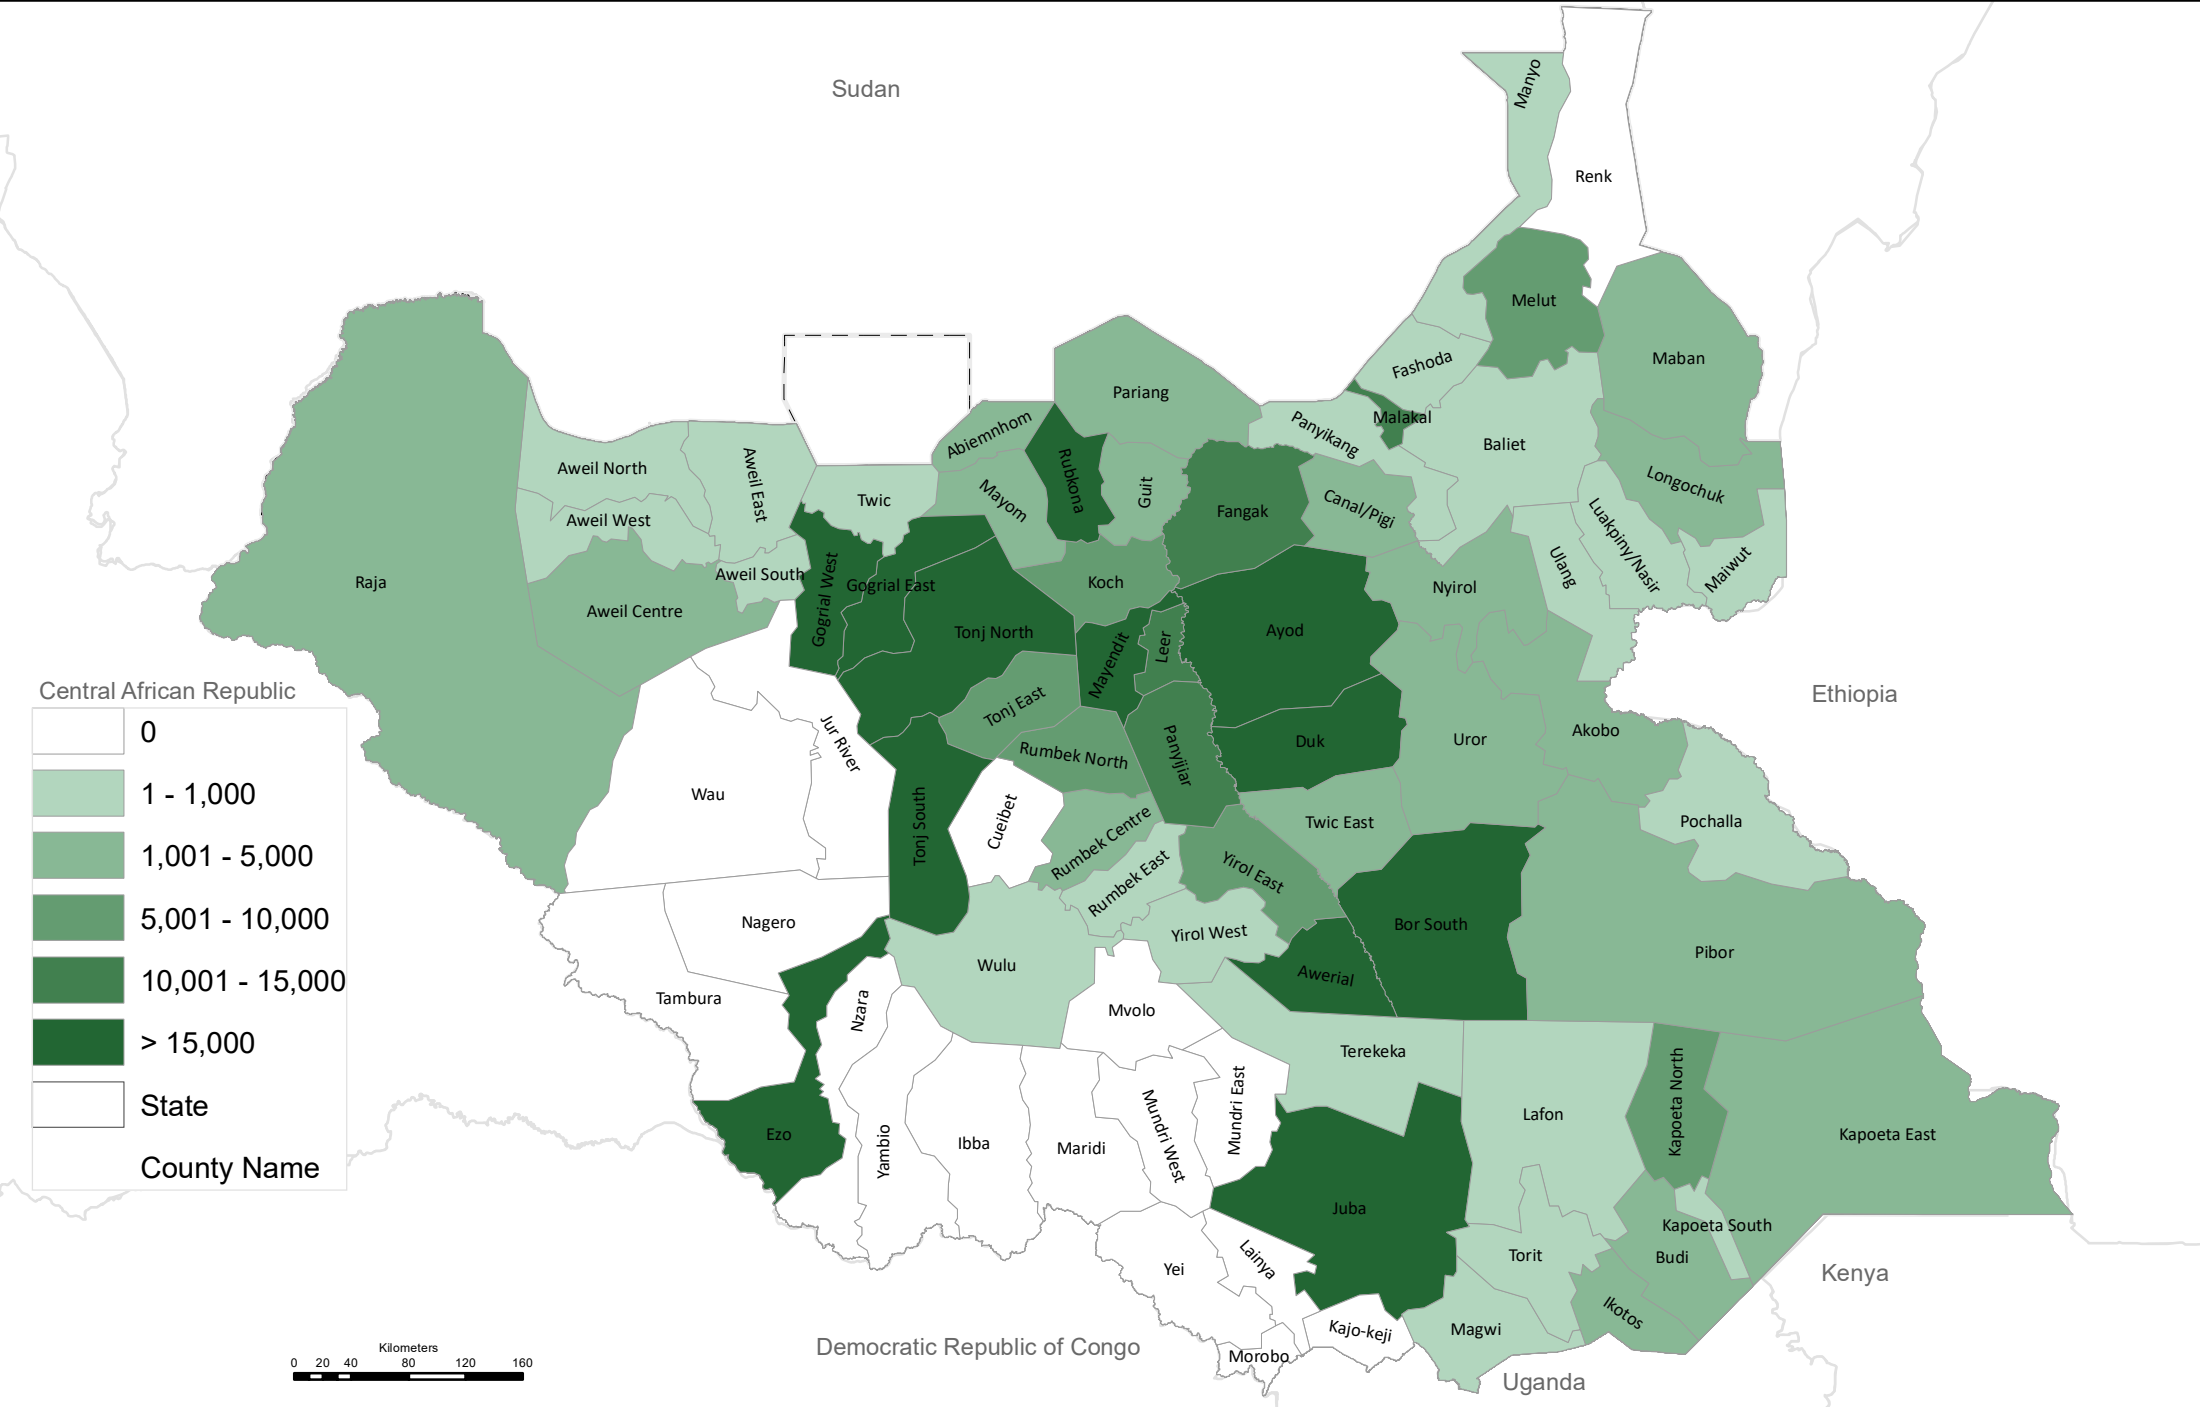 Sudan
Manyo
Renk
Melut
Maban
Fashoda
Pariang
Malakal
Panyikang
Abiemnhom
Baliet
Aweil North
Aweil East
Rubkona
Longochuk
Twic
Mayom
Guit
Fangak
Canal/Pigi
Aweil West
Luakpiny/Nasir
Ulang
Maiwut
Aweil South
Raja
Gogrial West
Gogrial East
Koch
Nyirol
Aweil Centre
Tonj North
Mayendit
Leer
Ayod
Ethiopia
Central African Republic
Tonj East
Jur River
Rumbek North
Panyijiar
Duk
Uror
Akobo
0
Wau
Tonj South
Cueibet
Rumbek Centre
Twic East
Pochalla
1 - 1,000
1,001 - 5,000
Rumbek East
Yirol East
Nagero
5,001 - 10,000
Yirol West
Bor South
Pibor
Wulu
Awerial
10,001 - 15,000
Tambura
Nzara
Mvolo
> 15,000
Terekeka
State
Mundri East
Kapoeta North
Lafon
Ezo
Yambio
Ibba
Maridi
Mundri West
Kapoeta East
County Name
Juba
Kapoeta South
Yei
Lainya
Torit
Budi
Kenya
Ikotos
Magwi
Kajo-keji
Morobo
Democratic Republic of Congo
Uganda
Kilometers
0 20 40 80 120 160